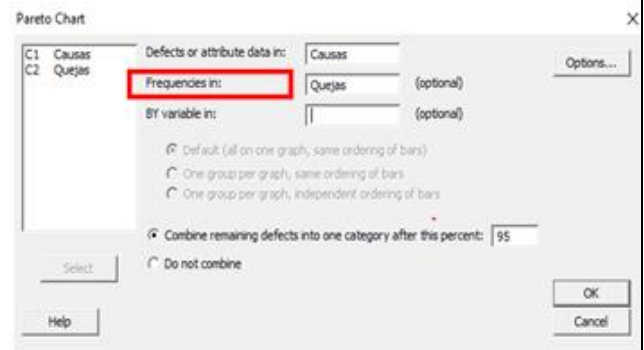 Pareto Chart X
C1 Causas
C2 Quejas
Defects or attribute data in: Causas
Frequencies in: Quejas (optional)
BY variable in: (optional)
Default (all on one graph, same ordering of bars)
One group per graph, same ordering of bars
One group per graph, independent ordering of bars
Combine remaining defects into one category after this percent: 95
Do not combine
Options...
Select
Help
OK
Cancel